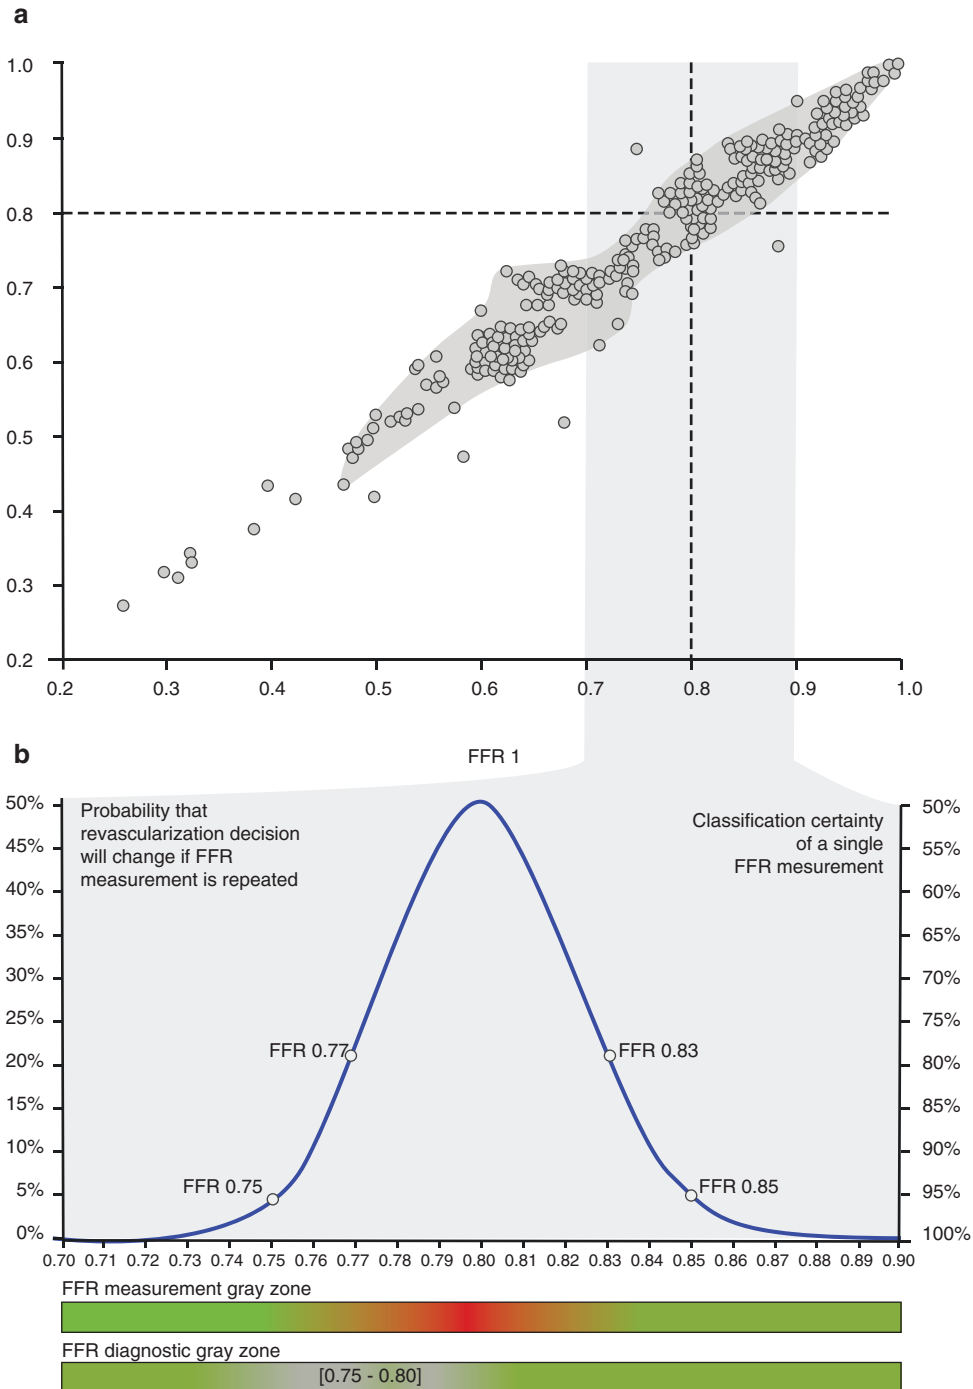 a
1.0
0.9
0.8
0.7
0.6
0.5
0.4
0.3
0.2
0.2 0.3 0.4 0.5 0.6 0.7 0.8 0.9 1.0
b
FFR 1
Probability that
revascularization decision
will change if FFR
measurement is repeated
Classification certainty
of a single
FFR mesurement
50%
45%
40%
35%
30%
25%
20%
15%
10%
5%
0%
50%
55%
60%
65%
70%
75%
80%
85%
90%
95%
100%
FFR 0.77
FFR 0.83
FFR 0.75
FFR 0.85
0.70 0.71 0.72 0.73 0.74 0.75 0.76 0.77 0.78 0.79 0.80 0.81 0.82 0.83 0.84 0.85 0.86 0.87 0.88 0.89 0.90
FFR measurement gray zone
FFR diagnostic gray zone
[0.75 - 0.80]